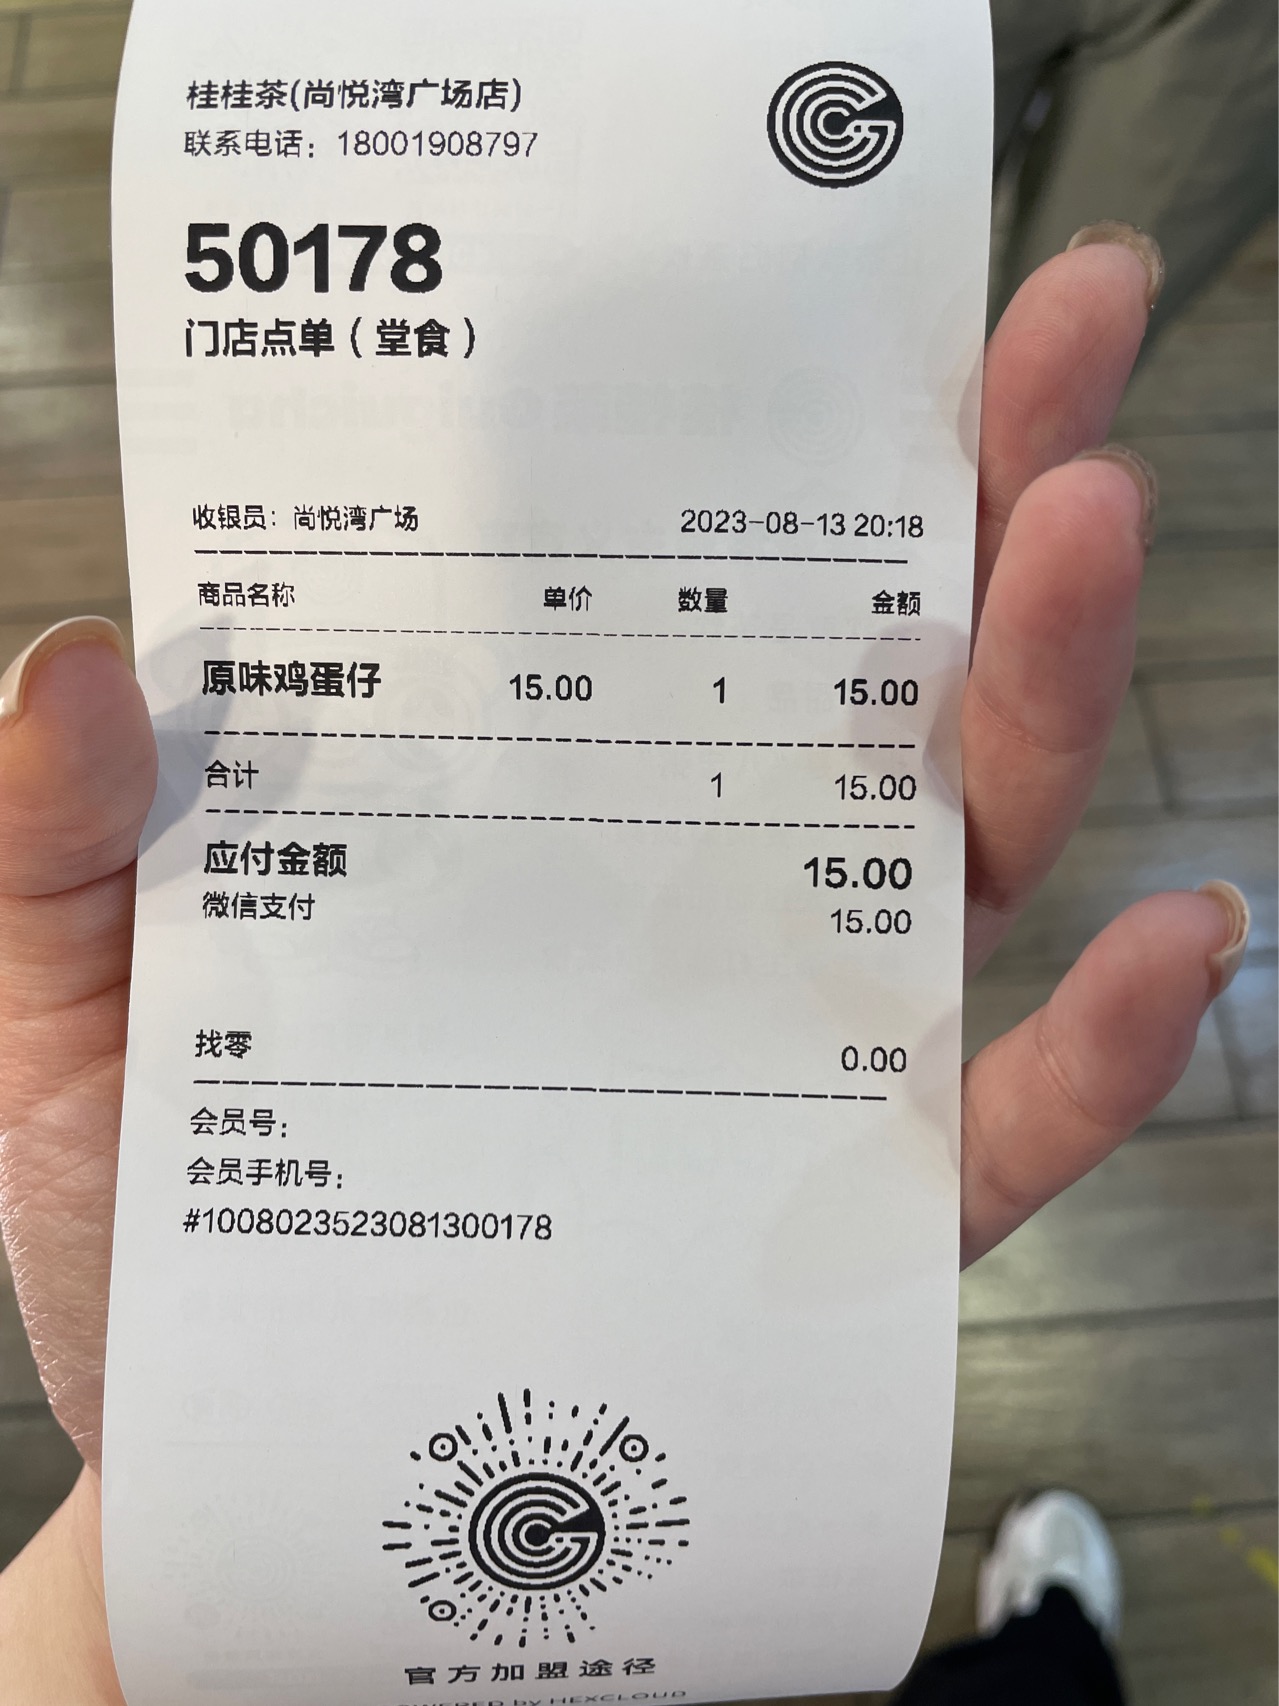 桂桂茶(尚悦湾广场店)
联系电话：18001908797
50178
门店点单（堂食）
收银员：尚悦湾广场 2023-08-13 20:18
商品名称 单价 数量 金额
原味鸡蛋仔 15.00 1 15.00
合计 1 15.00
应付金额 15.00
微信支付 15.00
找零 0.00
会员号：
会员手机号：
#1008023523081300178
官方加盟途径
POWERED by HEXCLOUD